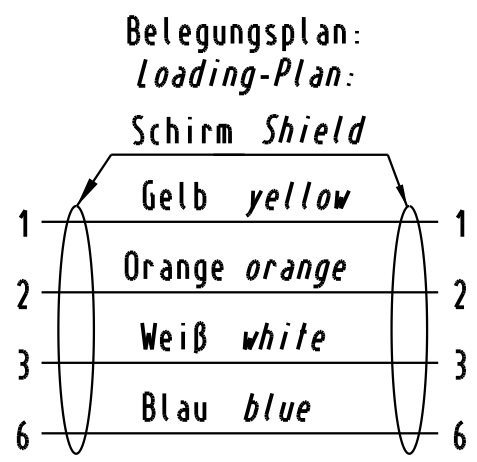 Belegungsplan:
Loading-Plan:
Schirm Shield
Gelb yellow
1 1
Orange orange
2 2
Weiß white
3 3
Blau blue
6 6